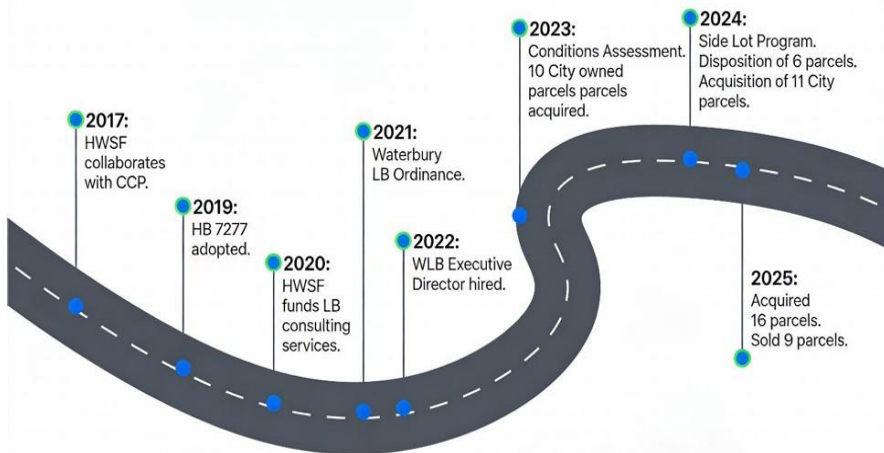 2017:
HWSF
collaborates
with CCP.
2019:
HB 7277
adopted.
2020:
HWSF
funds LB
consulting
services.
2021:
Waterbury
LB Ordinance.
2022:
WLB Executive
Director hired.
2023:
Conditions Assessment.
10 City owned
parcels parcels
acquired.
2024:
Side Lot Program.
Disposition of 6 parcels.
Acquisition of 11 City
parcels.
2025:
Acquired
16 parcels.
Sold 9 parcels.